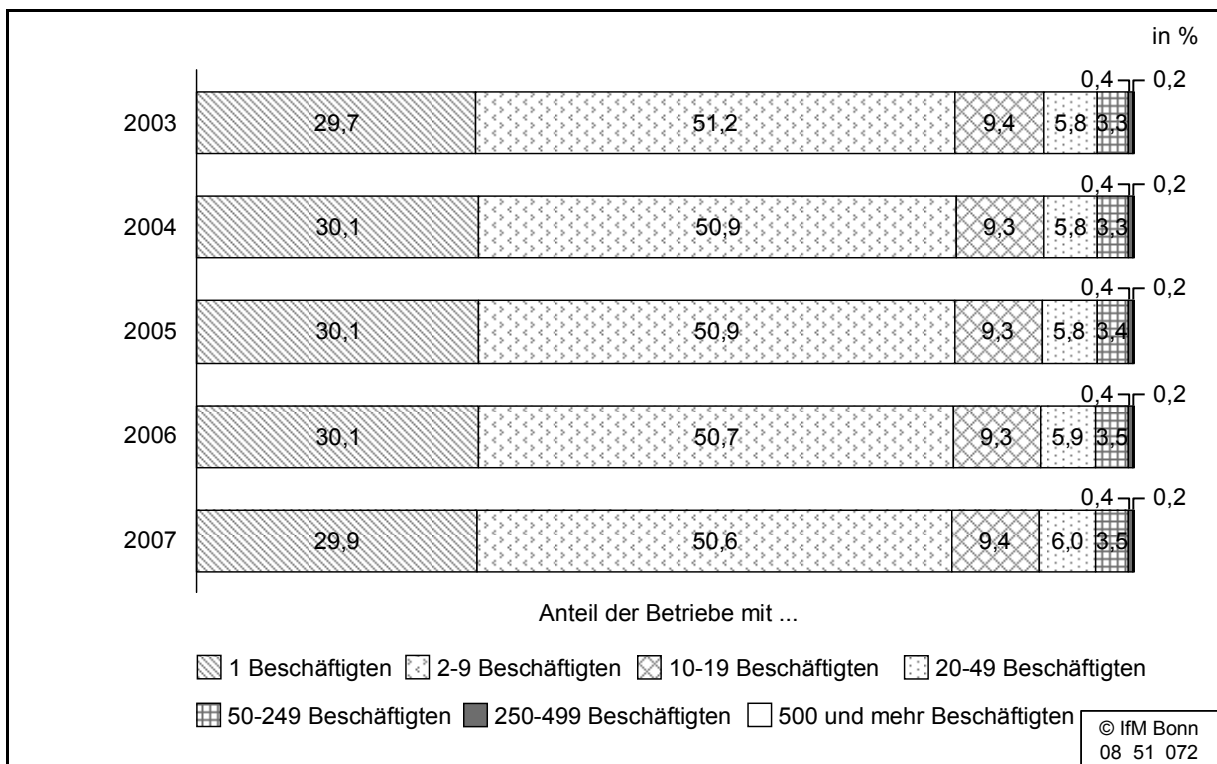 in %
0,4 0,2
2003 29,7 51,2 9,4 5,8 3,3
0,4 0,2
2004 30,1 50,9 9,3 5,8 3,3
0,4 0,2
2005 30,1 50,9 9,3 5,8 3,4
0,4 0,2
2006 30,1 50,7 9,3 5,9 3,5
0,4 0,2
2007 29,9 50,6 9,4 6,0 3,5
Anteil der Betriebe mit ...
1 Beschäftigten 2-9 Beschäftigten 10-19 Beschäftigten 20-49 Beschäftigten
50-249 Beschäftigten 250-499 Beschäftigten 500 und mehr Beschäftigten
© IfM Bonn
08 51 072